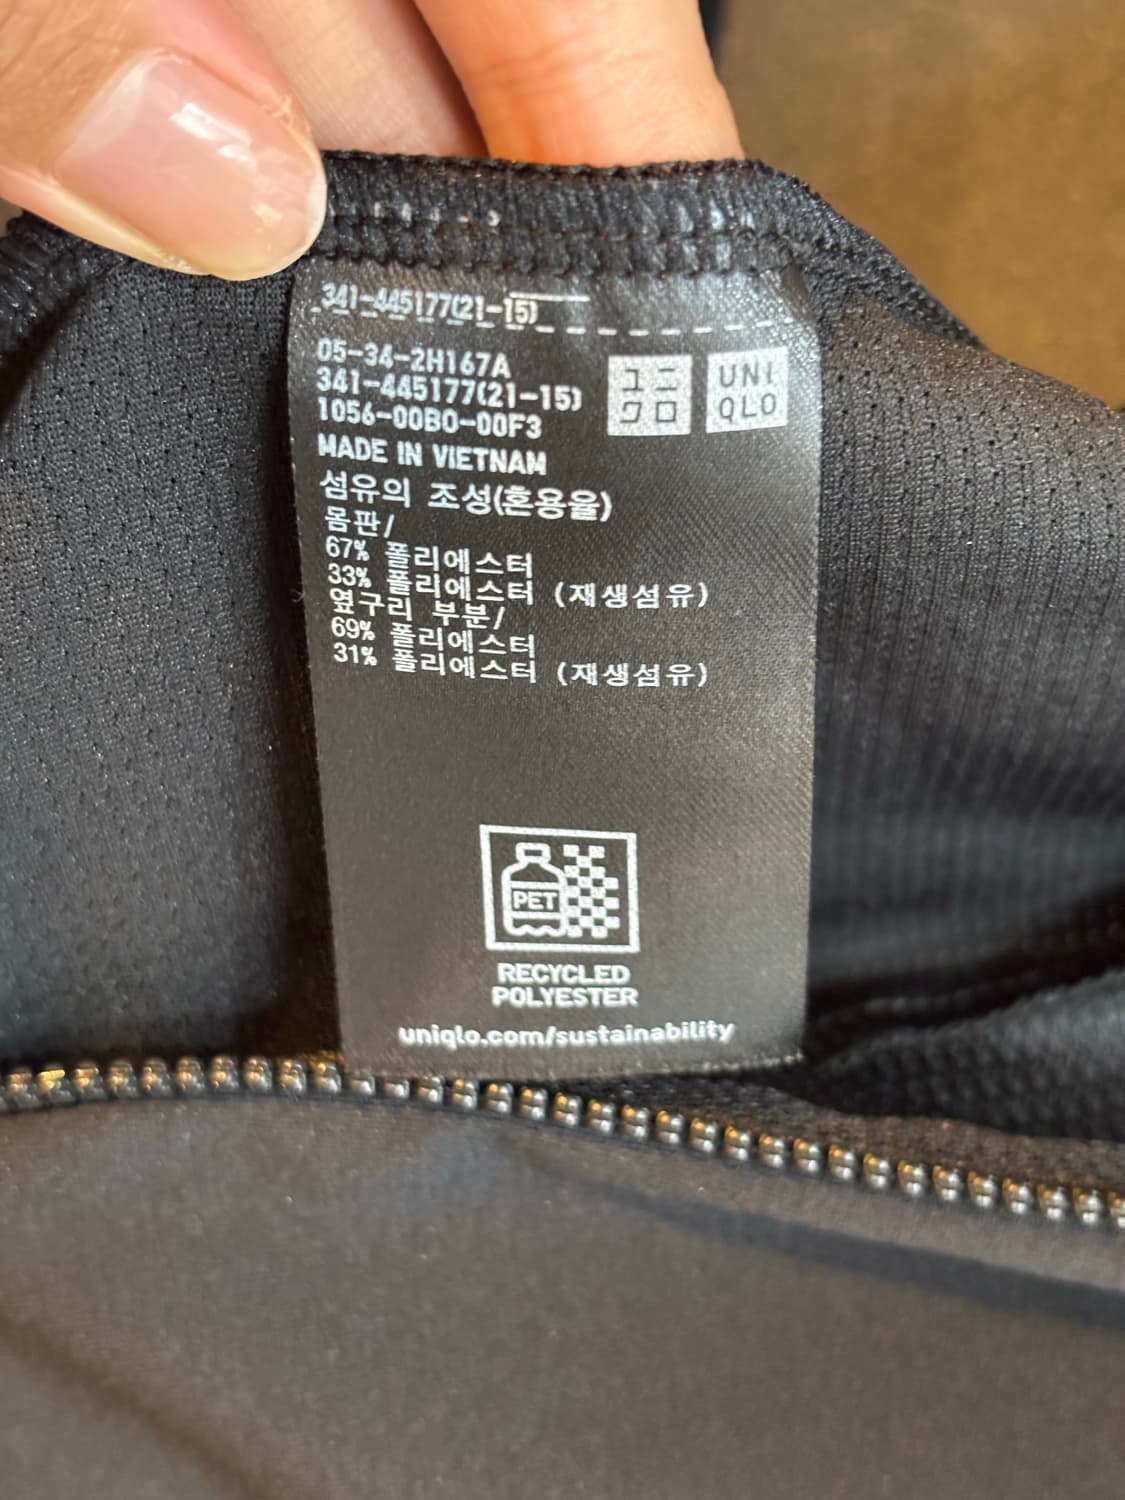 341-445177(21-15)
05-34-2H167A
341-445177(21-15)
1056-00B0-00F3
ユニ
クロ
UNI
QLO
MADE IN VIETNAM
섬유의 조성(혼용율)
몸판/
67% 폴리에스터
33% 폴리에스터 (재생섬유)
옆구리 부분/
69% 폴리에스터
31% 폴리에스터 (재생섬유)
PET
RECYCLED
POLYESTER
uniqlo.com/sustainability